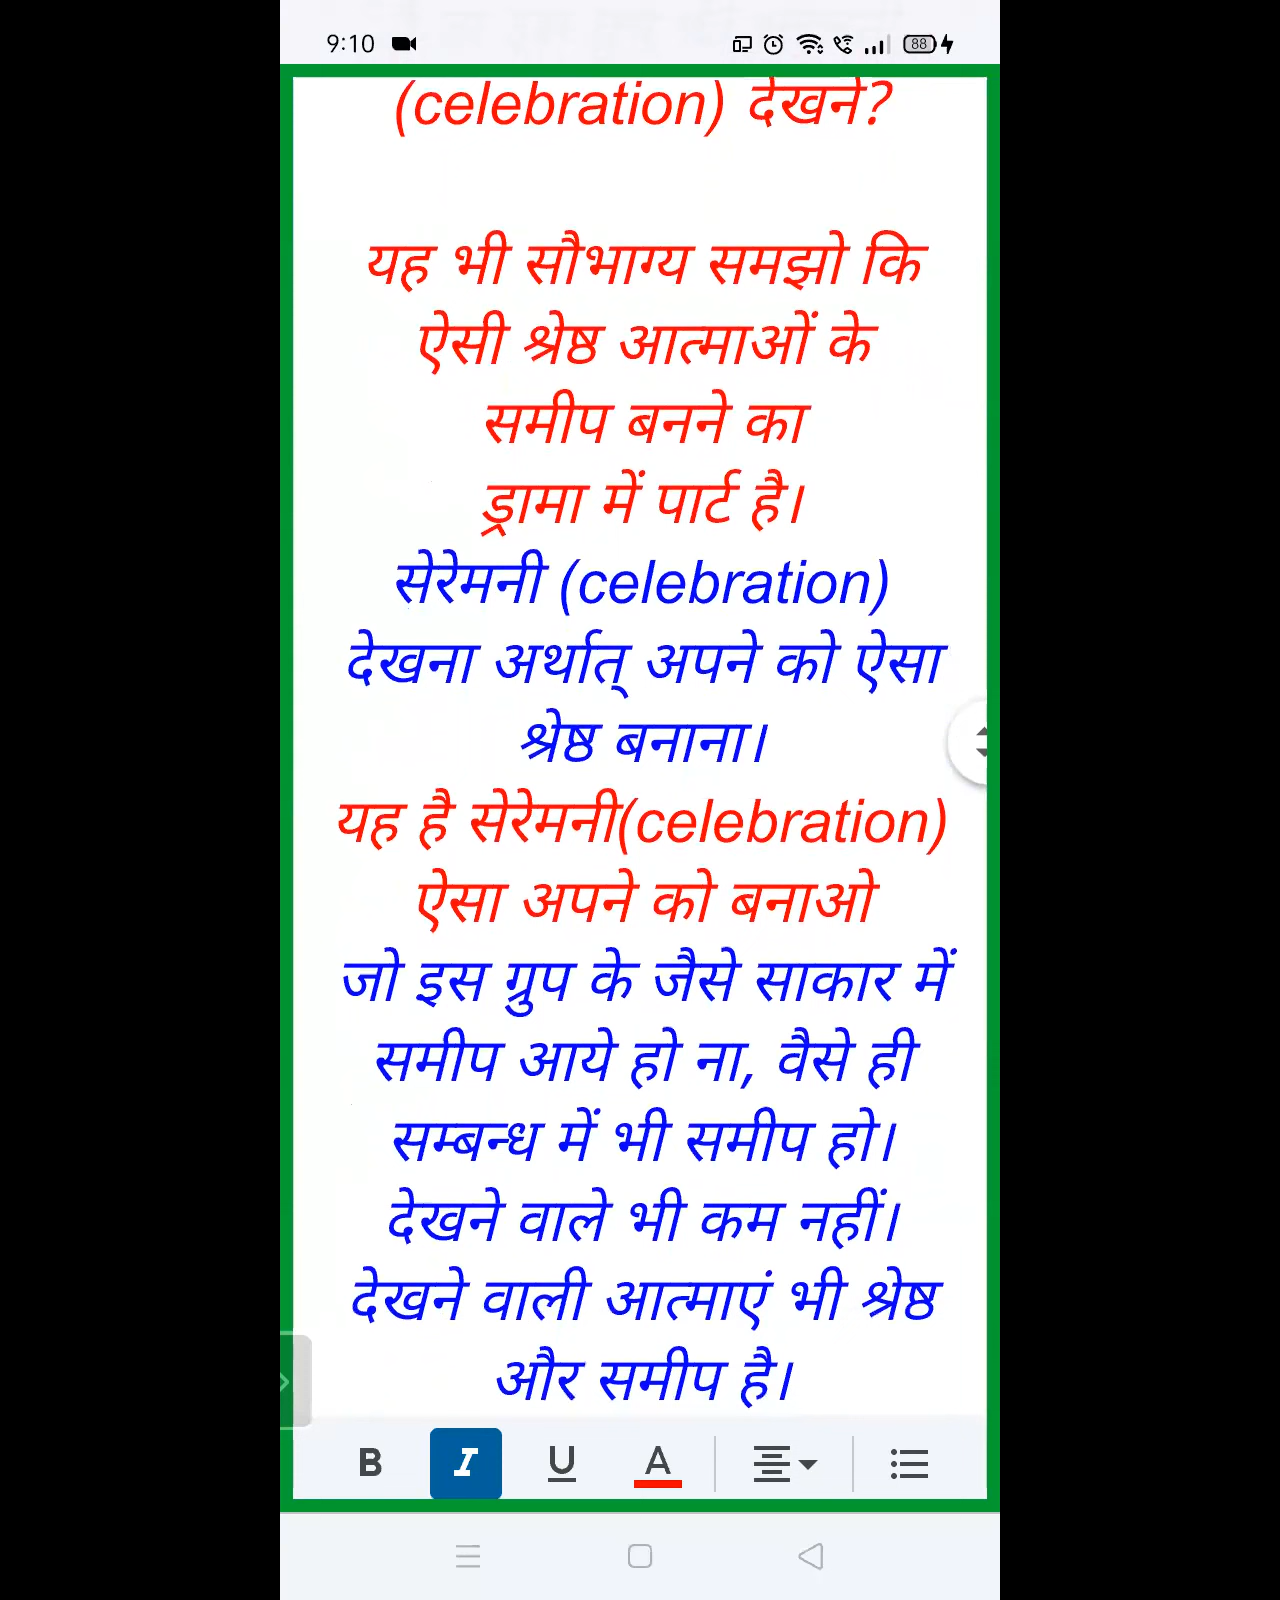 9:10
88
(celebration) देखने?
यह भी सौभाग्य समझो कि
ऐसी श्रेष्ठ आत्माओं के
समीप बनने का
ड्रामा में पार्ट है।
सेरेमनी (celebration)
देखना अर्थात् अपने को ऐसा
श्रेष्ठ बनाना।
यह है सेरेमनी(celebration)
ऐसा अपने को बनाओ
जो इस ग्रुप के जैसे साकार में
समीप आये हो ना, वैसे ही
सम्बन्ध में भी समीप हो।
देखने वाले भी कम नहीं।
देखने वाली आत्माएं भी श्रेष्ठ
और समीप है।
B I U A